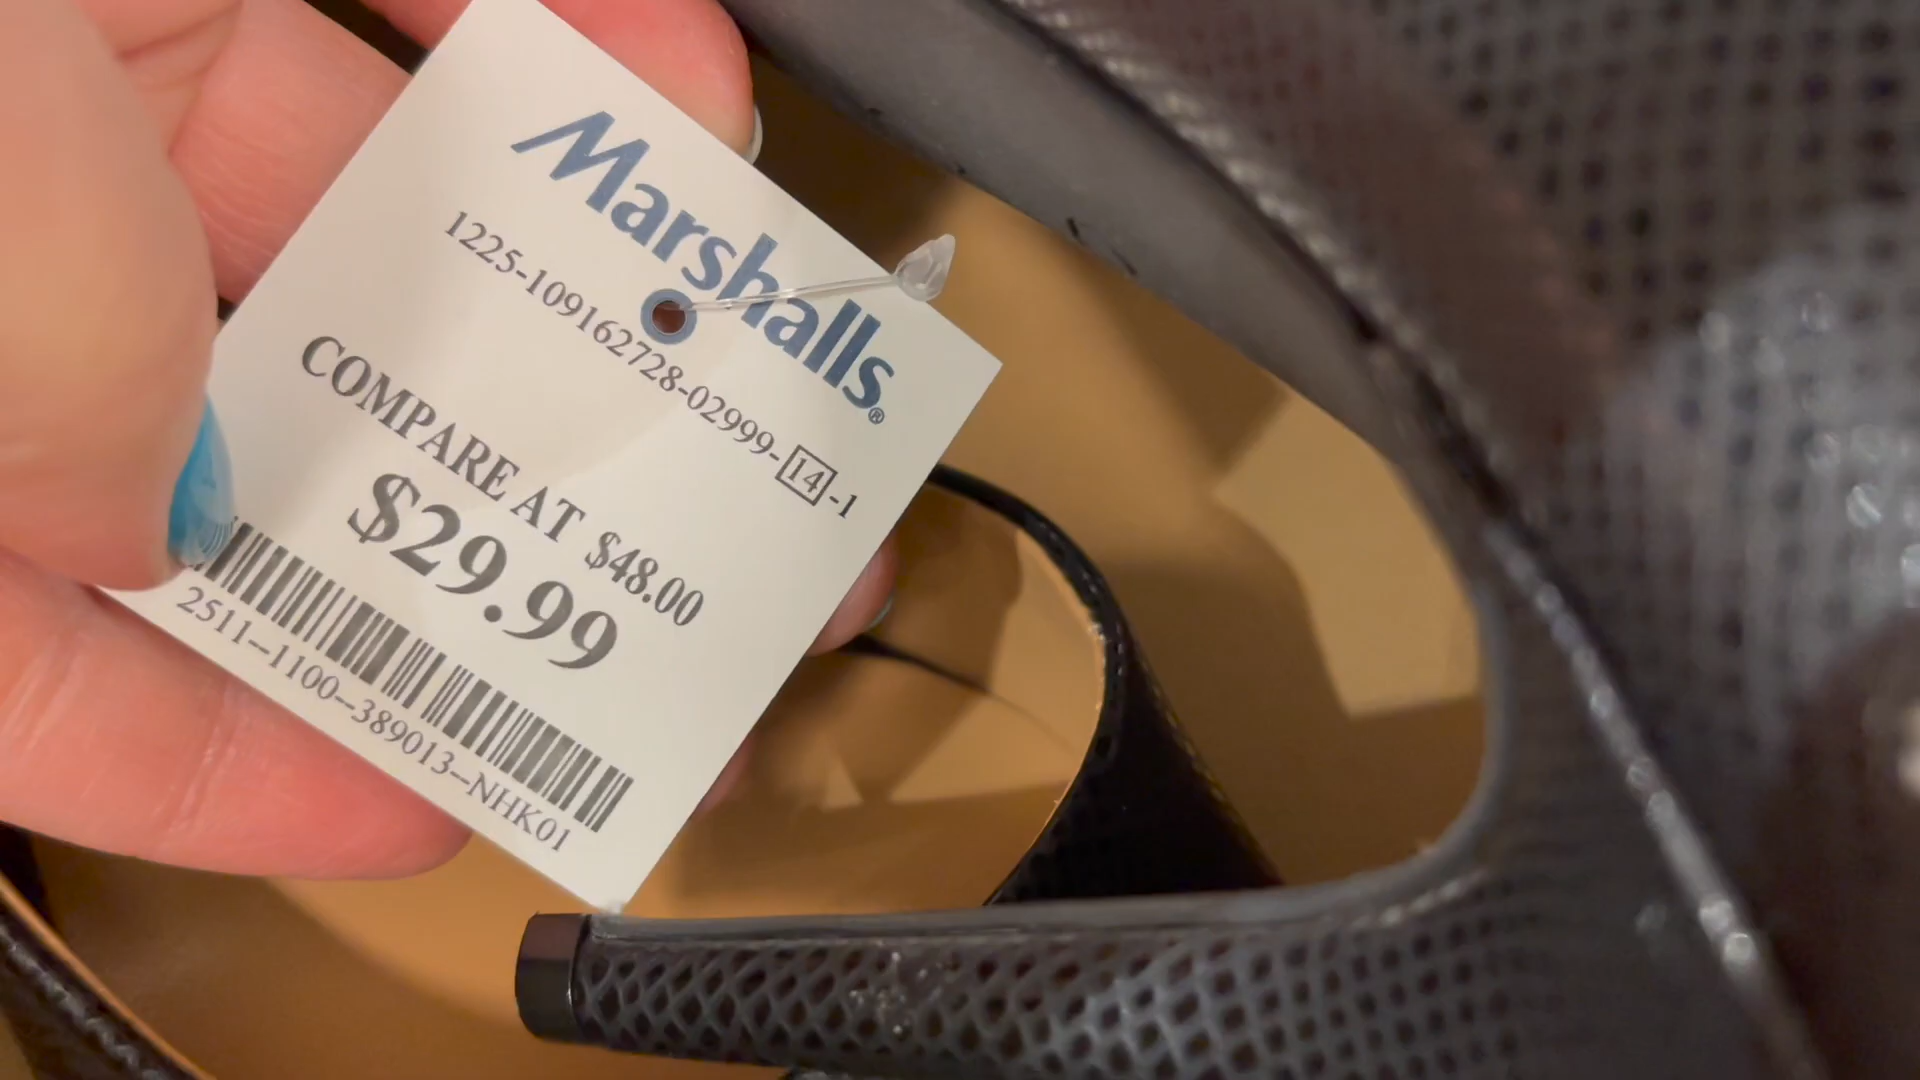 Marshalls®
1225-109162728-02999-14-1
COMPARE AT $48.00
$29.99
2511--1100--389013--NHK01